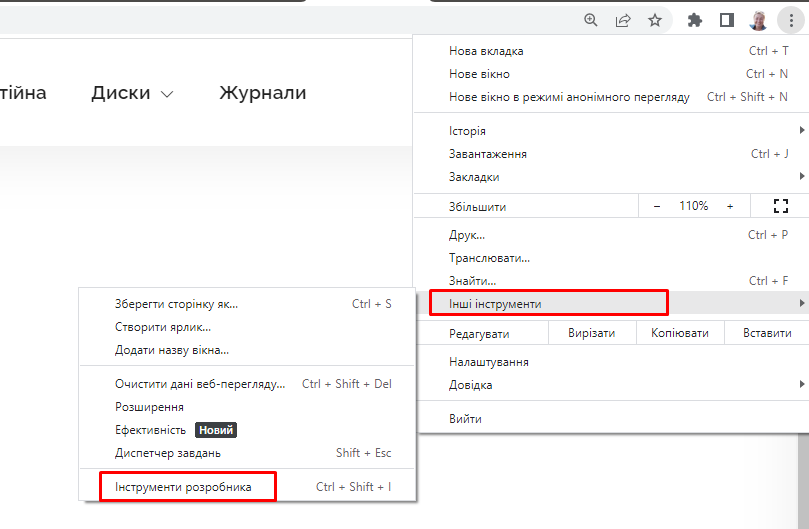 тійна Диски Журнали
Нова вкладка Ctrl + T
Нове вікно Ctrl + N
Нове вікно в режимі анонімного перегляду Ctrl + Shift + N
Історія
Завантаження Ctrl + J
Закладки
Збільшити − 110% +
Друк... Ctrl + P
Транслювати...
Знайти... Ctrl + F
Інші інструменти
Редагувати Вирізати Копіювати Вставити
Налаштування
Довідка
Вийти
Зберегти сторінку як... Ctrl + S
Створити ярлик...
Додати назву вікна...
Очистити дані веб-перегляду... Ctrl + Shift + Del
Розширення
Ефективність Новий
Диспетчер завдань Shift + Esc
Інструменти розробника Ctrl + Shift + I